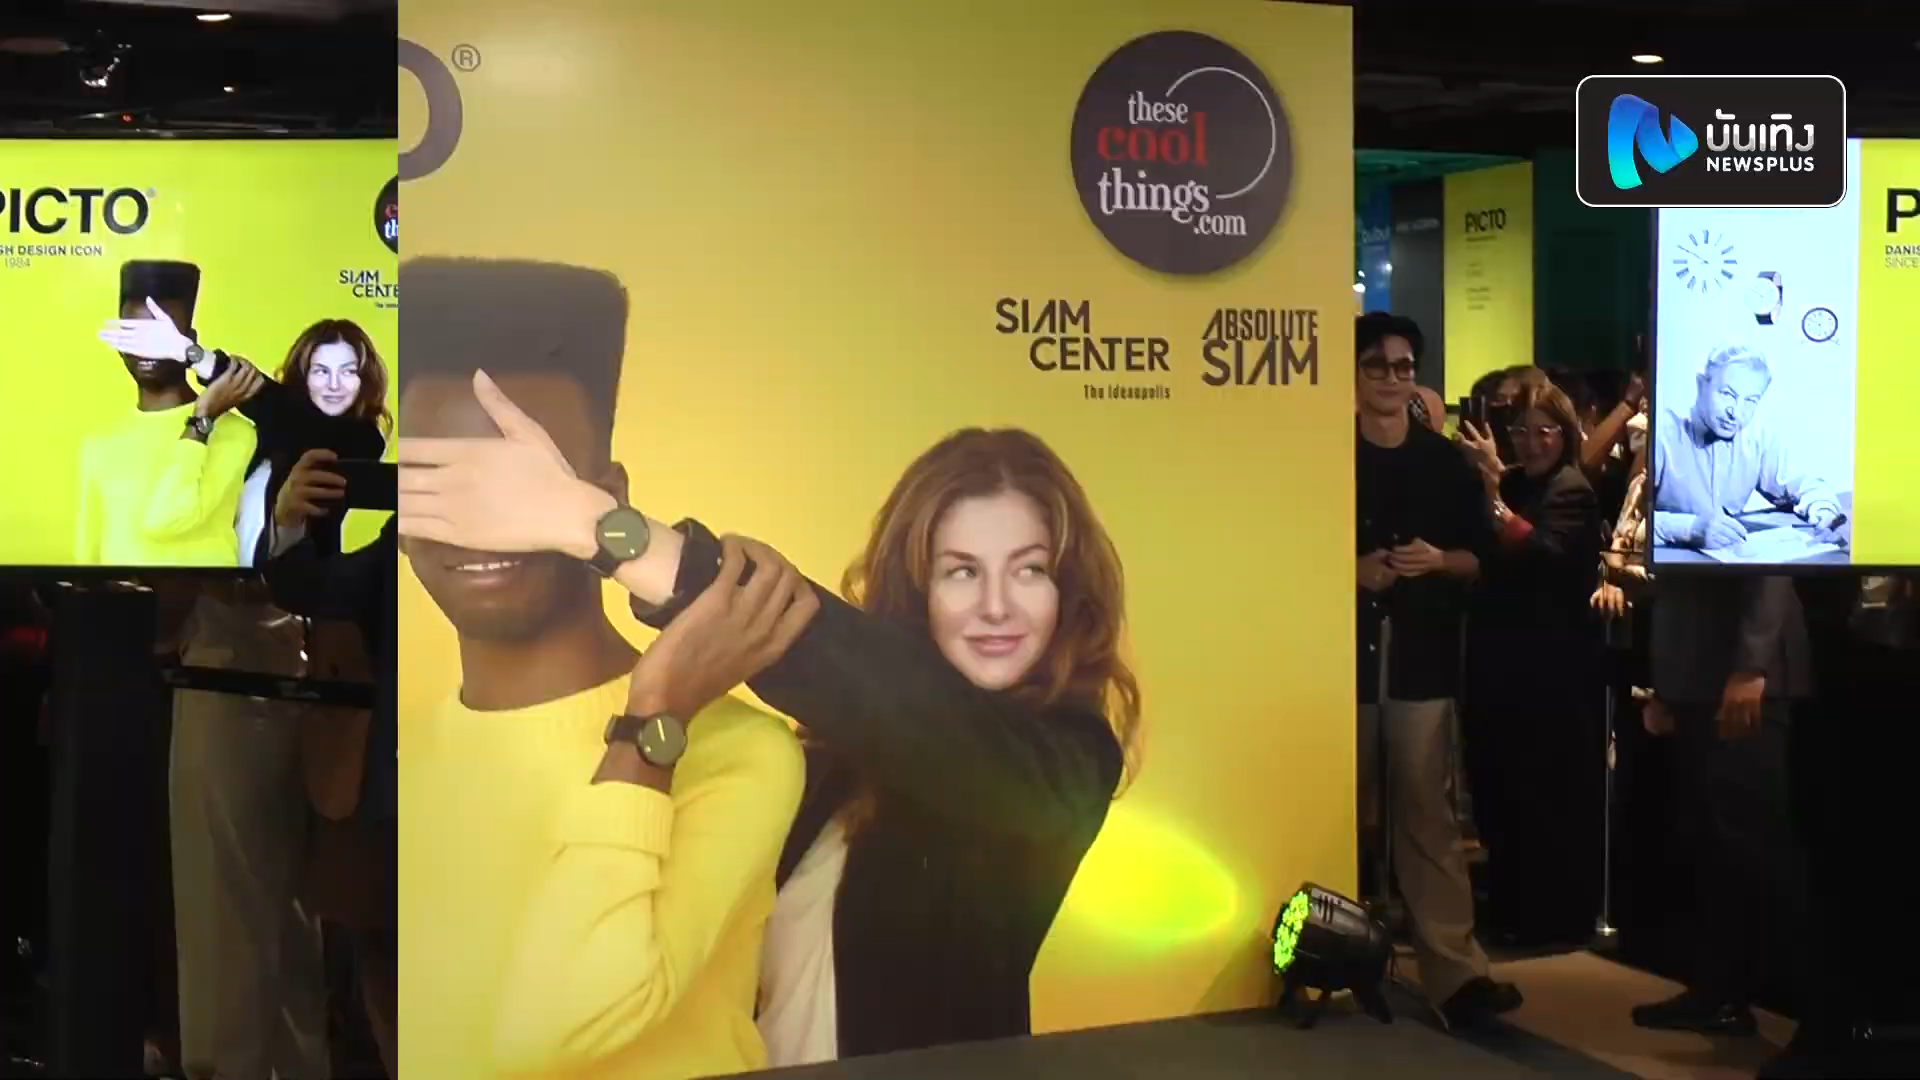 PICTO®
SH DESIGN ICON
1984
SIAM
CENTE
O®
these
cool
things
.com
SIAM
CENTER
The Ideaopolis
ABSOLUTE
SIAM
บันเทิง
NEWSPLUS
PICTO
P
DANIS
SINCE